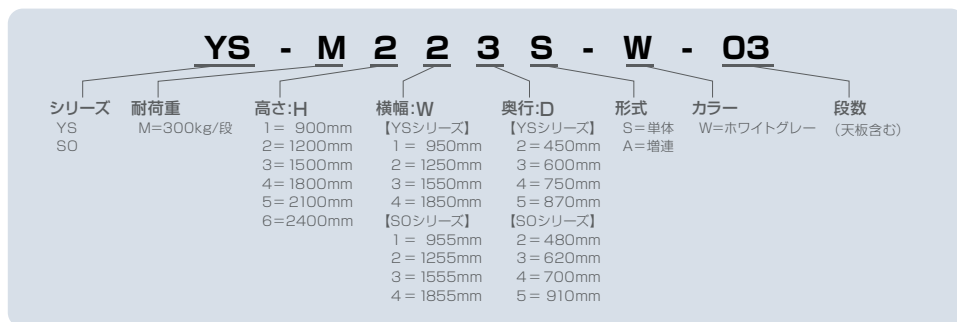 YS - M 2 2 3 S - W - 03
シリーズ
YS
SO
耐荷重
M=300kg/段
高さ:H
1= 900mm
2=1200mm
3=1500mm
4=1800mm
5=2100mm
6=2400mm
横幅:W
【YSシリーズ】
1= 950mm
2=1250mm
3=1550mm
4=1850mm
【SOシリーズ】
1= 955mm
2=1255mm
3=1555mm
4=1855mm
奥行:D
【YSシリーズ】
2=450mm
3=600mm
4=750mm
5=870mm
【SOシリーズ】
2=480mm
3=620mm
4=700mm
5=910mm
形式
S=単体
A=増連
カラー
W=ホワイトグレー
段数
(天板含む)